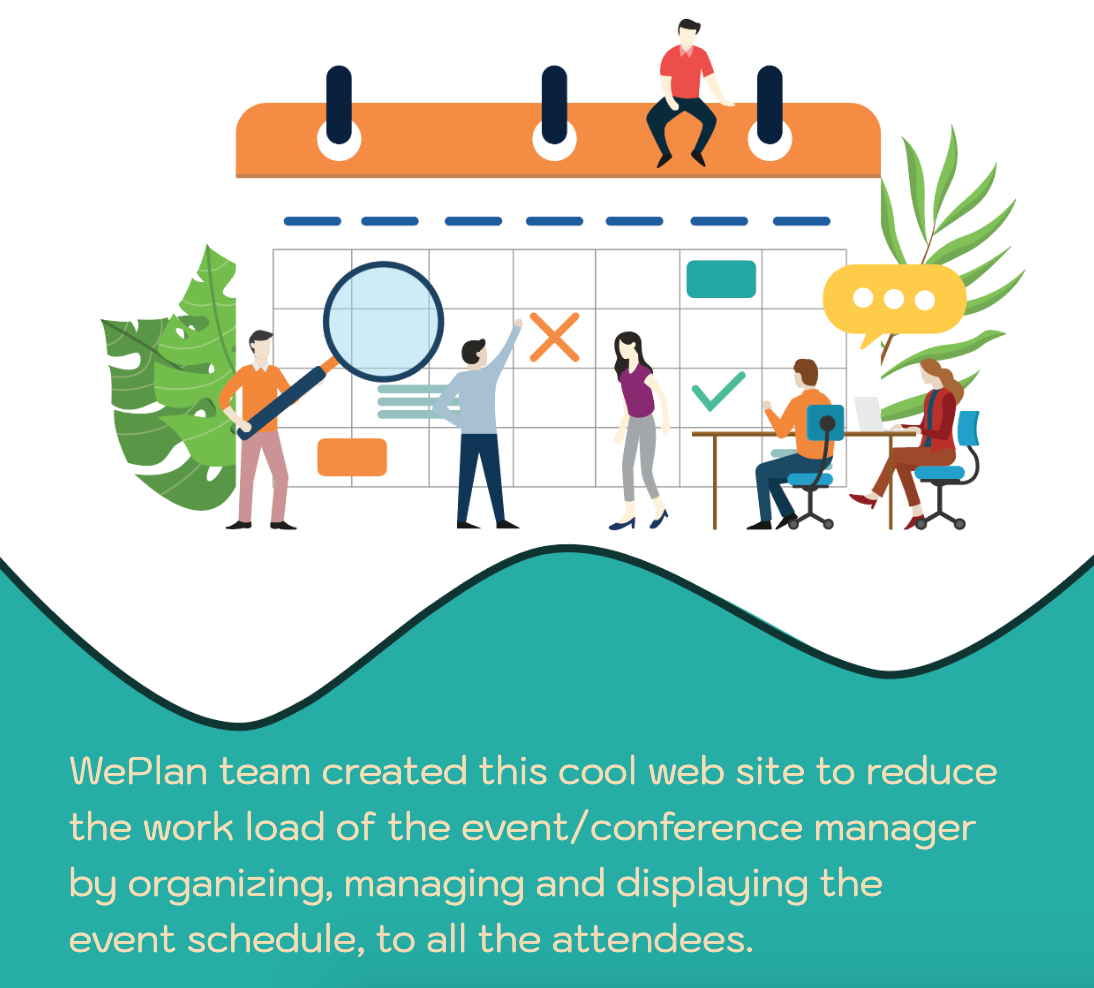 WePlan team created this cool web site to reduce
the work load of the event/conference manager
by organizing, managing and displaying the
event schedule, to all the attendees.